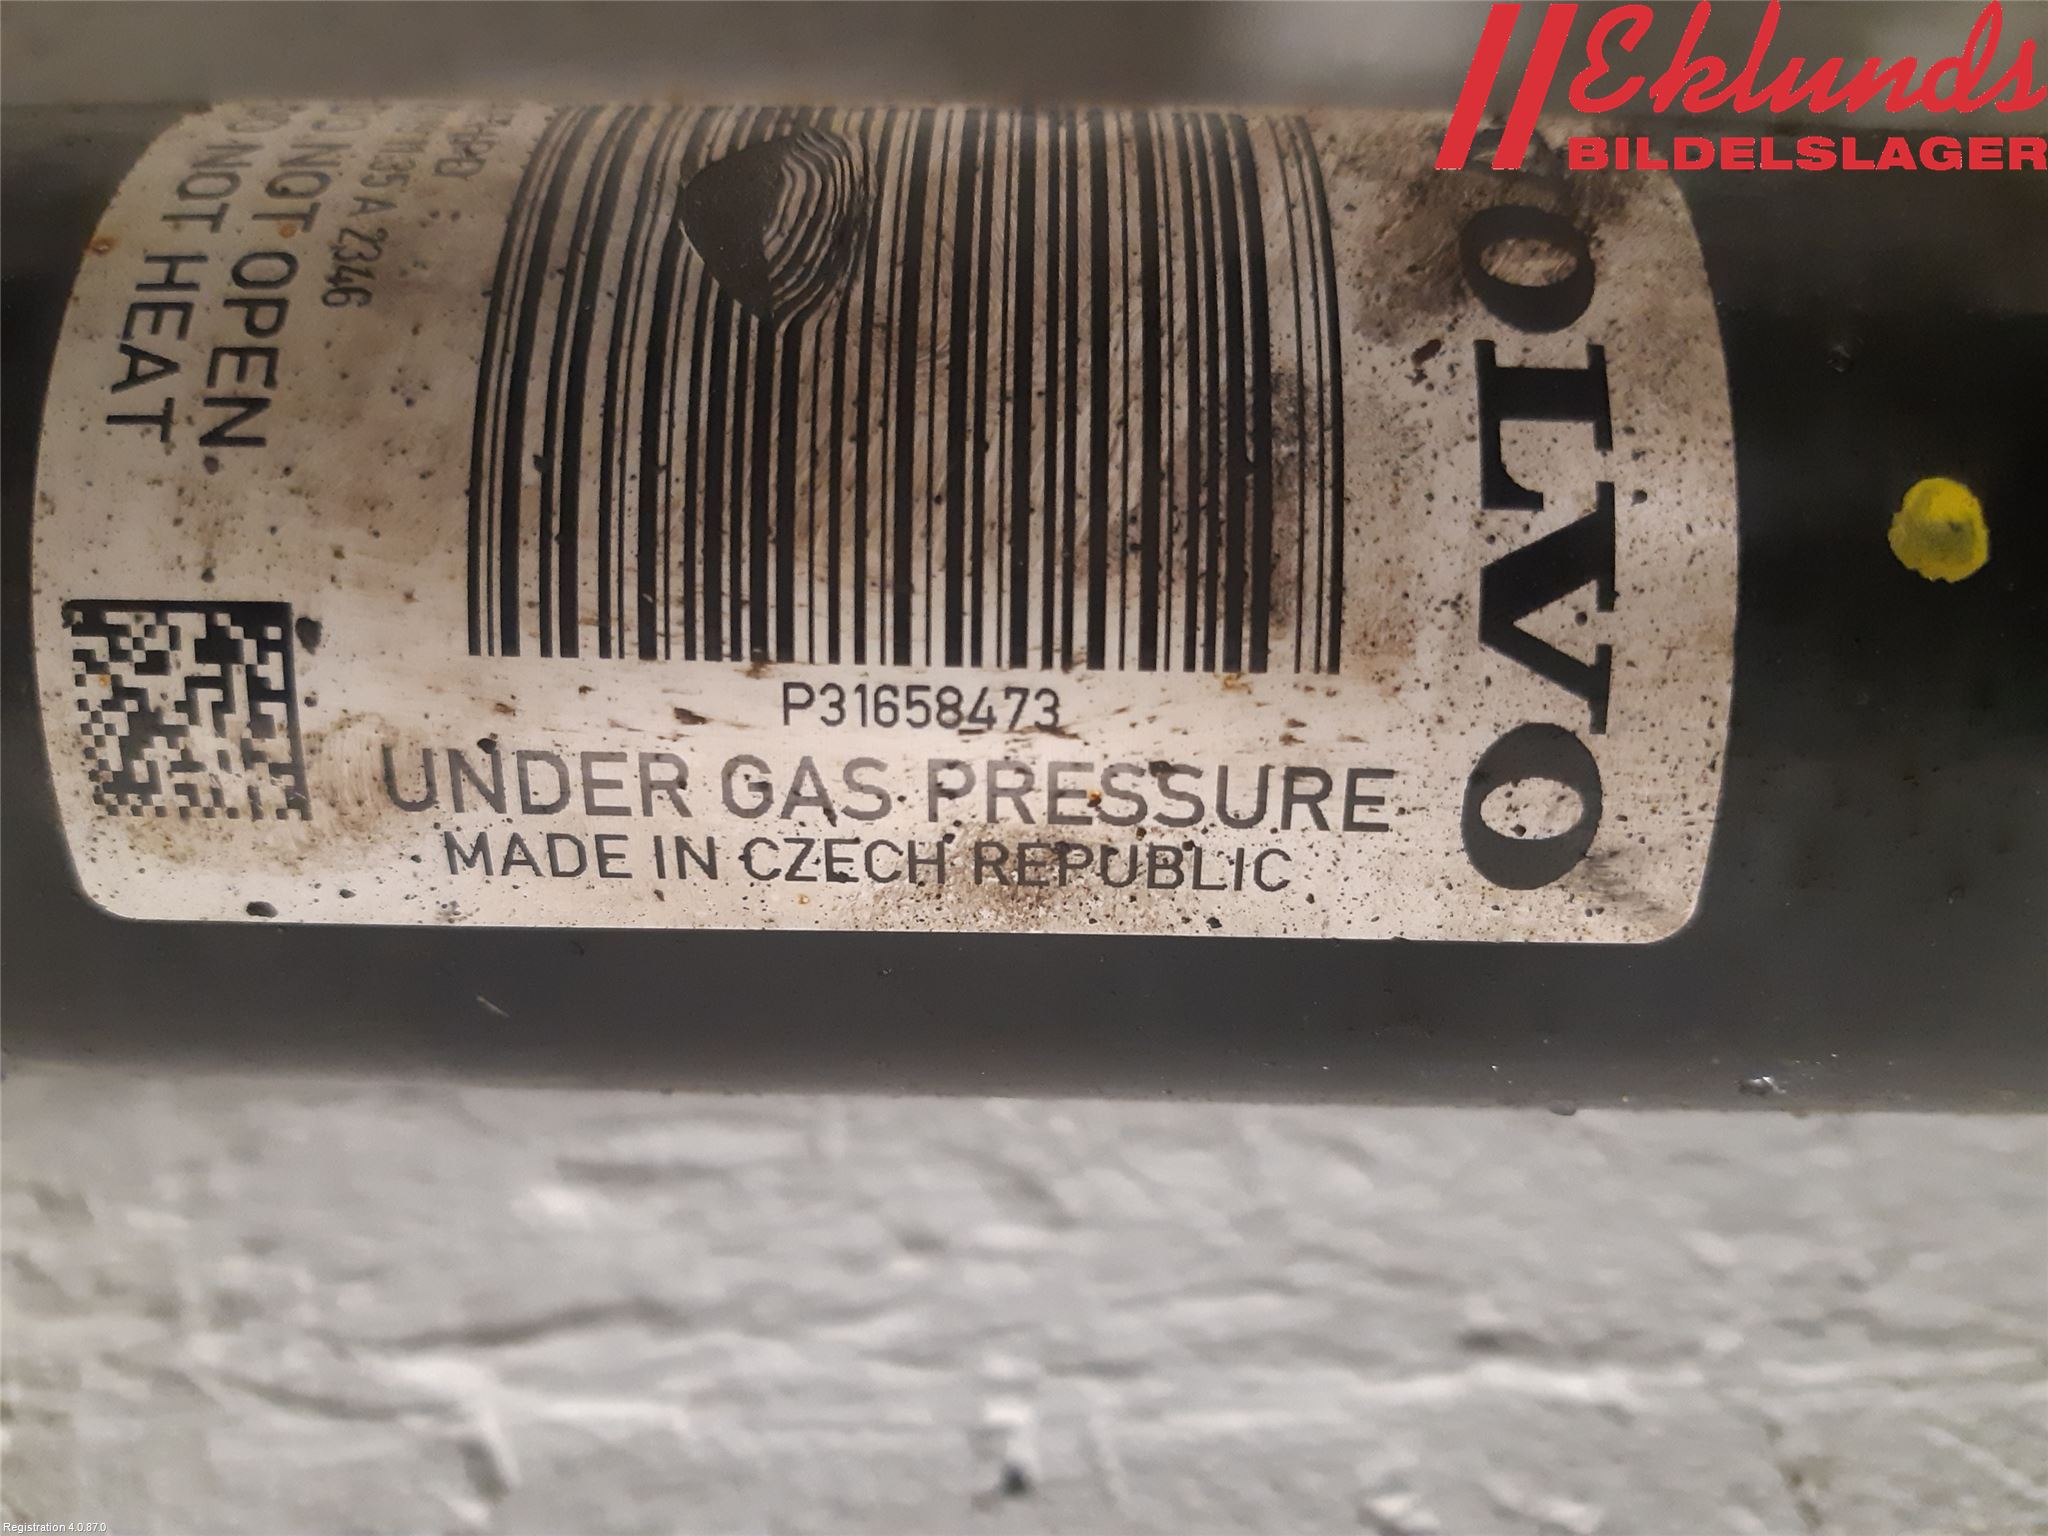 Eklunds
BILDELSLAGER
VOLVO
P31658473
UNDER GAS PRESSURE
MADE IN CZECH REPUBLIC
A 2346
DO NOT OPEN
DO NOT HEAT
Registration 4.0.87.0